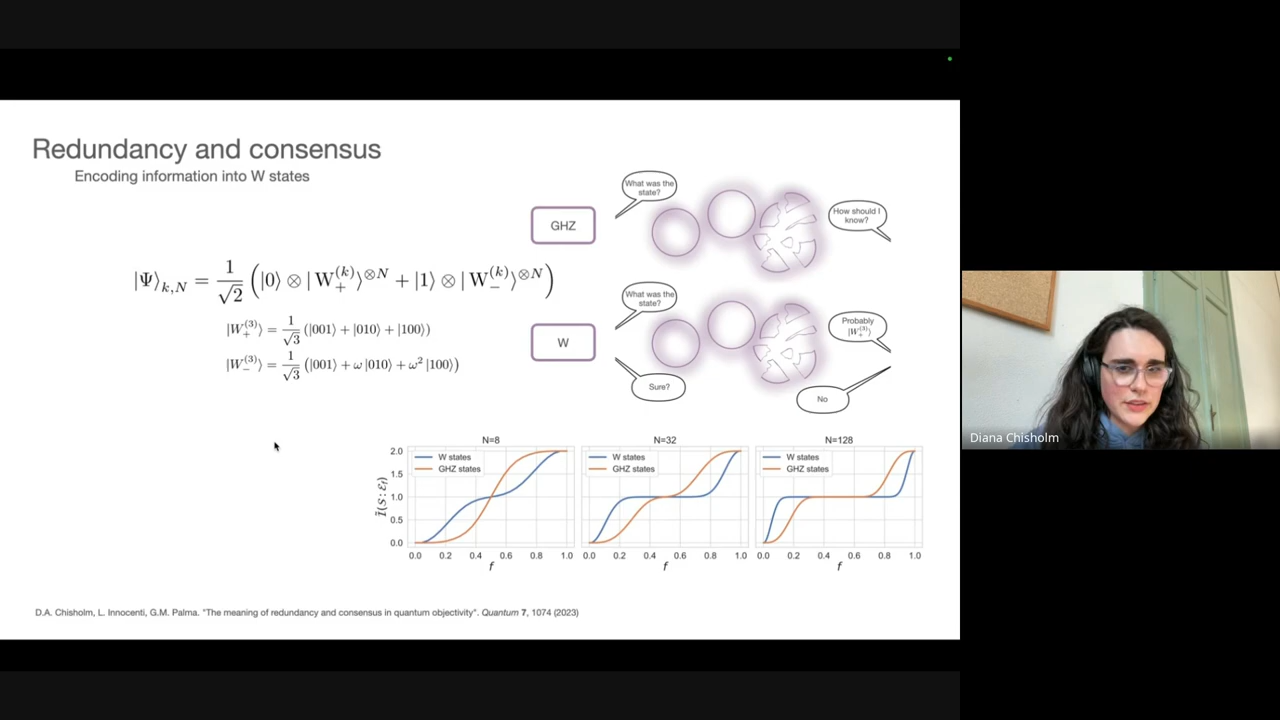 Redundancy and consensus
Encoding information into W states
|Ψ⟩_{k,N} = 1/√2 (|0⟩ ⊗ |W_+^{(k)}⟩^{⊗N} + |1⟩ ⊗ |W_-^{(k)}⟩^{⊗N})
|W_+^{(3)}⟩ = 1/√3 (|001⟩ + |010⟩ + |100⟩)
|W_-^{(3)}⟩ = 1/√3 (|001⟩ + ω|010⟩ + ω²|100⟩)
GHZ
What was the
state?
How should I
know?
W
What was the
state?
Probably
|W_+^{(3)}⟩
Sure?
No
N=8
N=32
N=128
W states
GHZ states
W states
GHZ states
W states
GHZ states
2.0
1.5
1.0
0.5
0.0
Ī(S : ℰ_f)
0.0 0.2 0.4 0.6 0.8 1.0
0.0 0.2 0.4 0.6 0.8 1.0
0.0 0.2 0.4 0.6 0.8 1.0
f
f
f
D.A. Chisholm, L. Innocenti, G.M. Palma. "The meaning of redundancy and consensus in quantum objectivity". Quantum 7, 1074 (2023)
Diana Chisholm